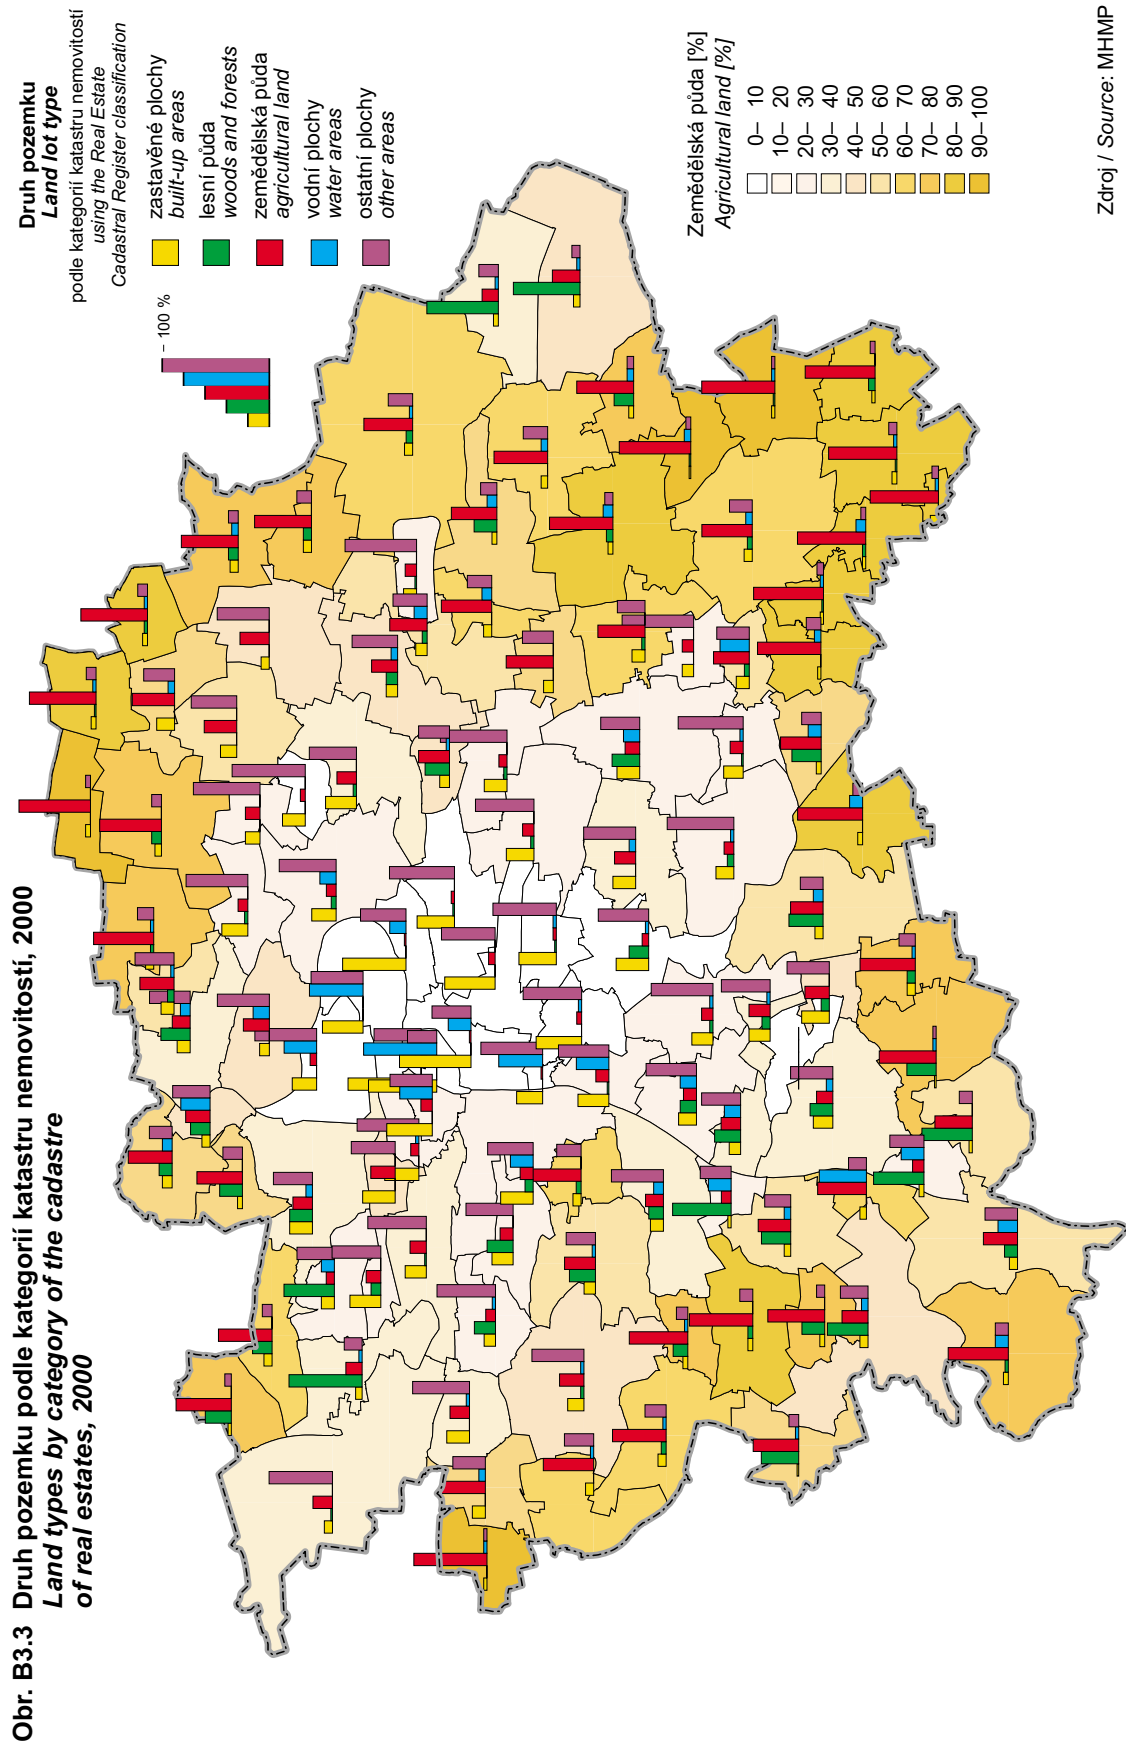 Obr. B3.3 Druh pozemku podle kategorií katastru nemovitostí, 2000
Land types by category of the cadastre
of real estates, 2000
Druh pozemku
Land lot type
podle kategorií katastru nemovitostí
using the Real Estate
Cadastral Register classification
– 100 %
zastavěné plochy
built-up areas
lesní půda
woods and forests
zemědělská půda
agricultural land
vodní plochy
water areas
ostatní plochy
other areas
Zemědělská půda [%]
Agricultural land [%]
0– 10
10– 20
20– 30
30– 40
40– 50
50– 60
60– 70
70– 80
80– 90
90–100
Zdroj / Source: MHMP